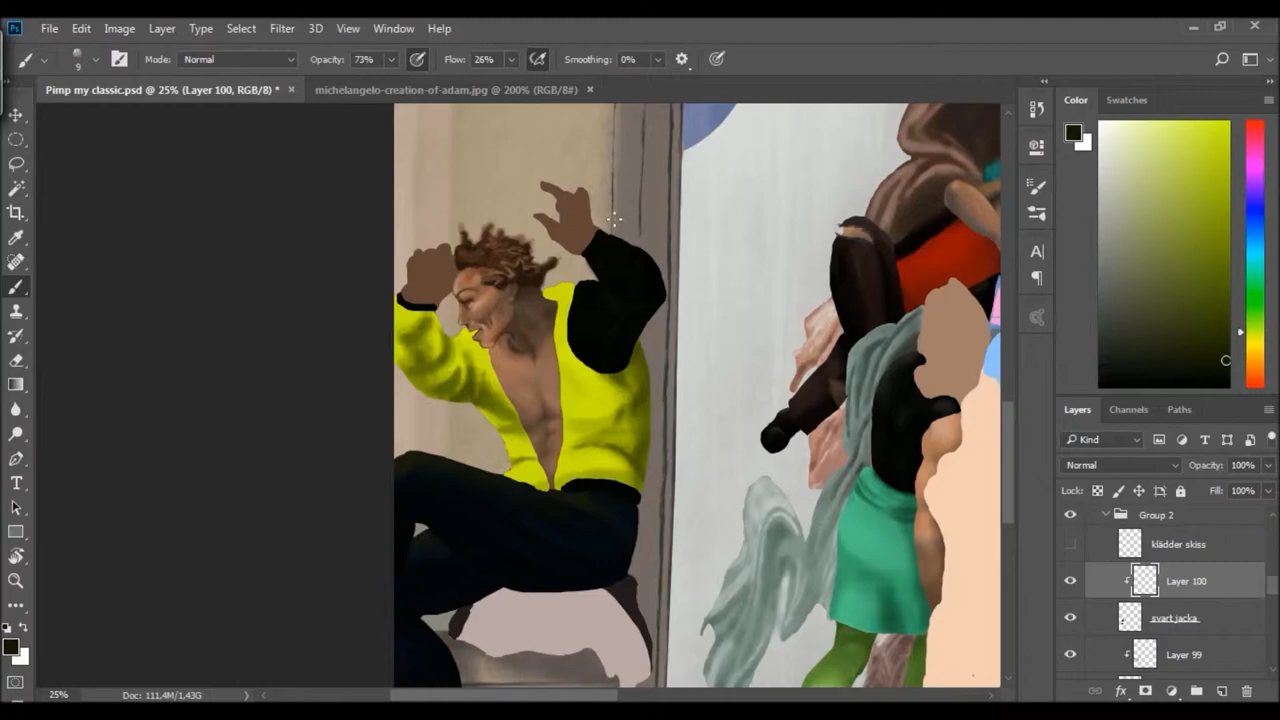 Ps File Edit Image Layer Type Select Filter 3D View Window Help
9 Mode: Normal Opacity: 73% Flow: 26% Smoothing: 0%
Pimp my classic.psd @ 25% (Layer 100, RGB/8) * × michelangelo-creation-of-adam.jpg @ 200% (RGB/8#) ×
Color Swatches
Layers Channels Paths
Kind
Normal Opacity: 100%
Lock: Fill: 100%
Group 2
klädder skiss
Layer 100
svart jacka
Layer 99
25% Doc: 111,4M/1,43G